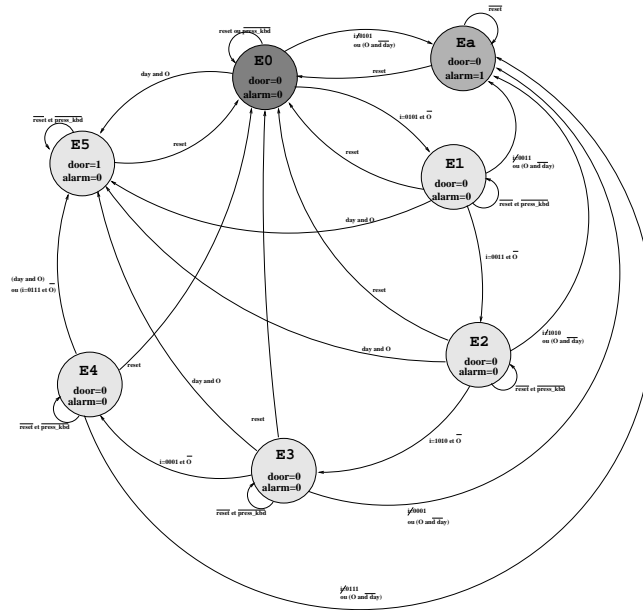 reset
reset ou press_kbd
i≠0101
ou (O and day)
Ea
door=0
alarm=1
E0
door=0
alarm=0
day and O
reset
i=0101 et O
reset et press_kbd
E5
door=1
alarm=0
reset
reset
i≠0011
ou (O and day)
E1
door=0
alarm=0
reset et press_kbd
day and O
i=0011 et O
(day and O)
ou (i=0111 et O)
reset
i≠1010
ou (O and day)
E2
door=0
alarm=0
reset et press_kbd
day and O
E4
door=0
alarm=0
reset et press_kbd
reset
day and O
reset
i=1010 et O
i=0001 et O
E3
door=0
alarm=0
reset et press_kbd
i≠0001
ou (O and day)
i≠0111
ou (O and day)